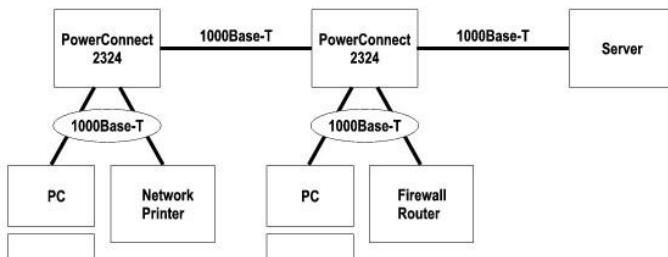 PowerConnect
2324
1000Base-T
PowerConnect
2324
1000Base-T
Server
1000Base-T
1000Base-T
PC
Network
Printer
PC
Firewall
Router